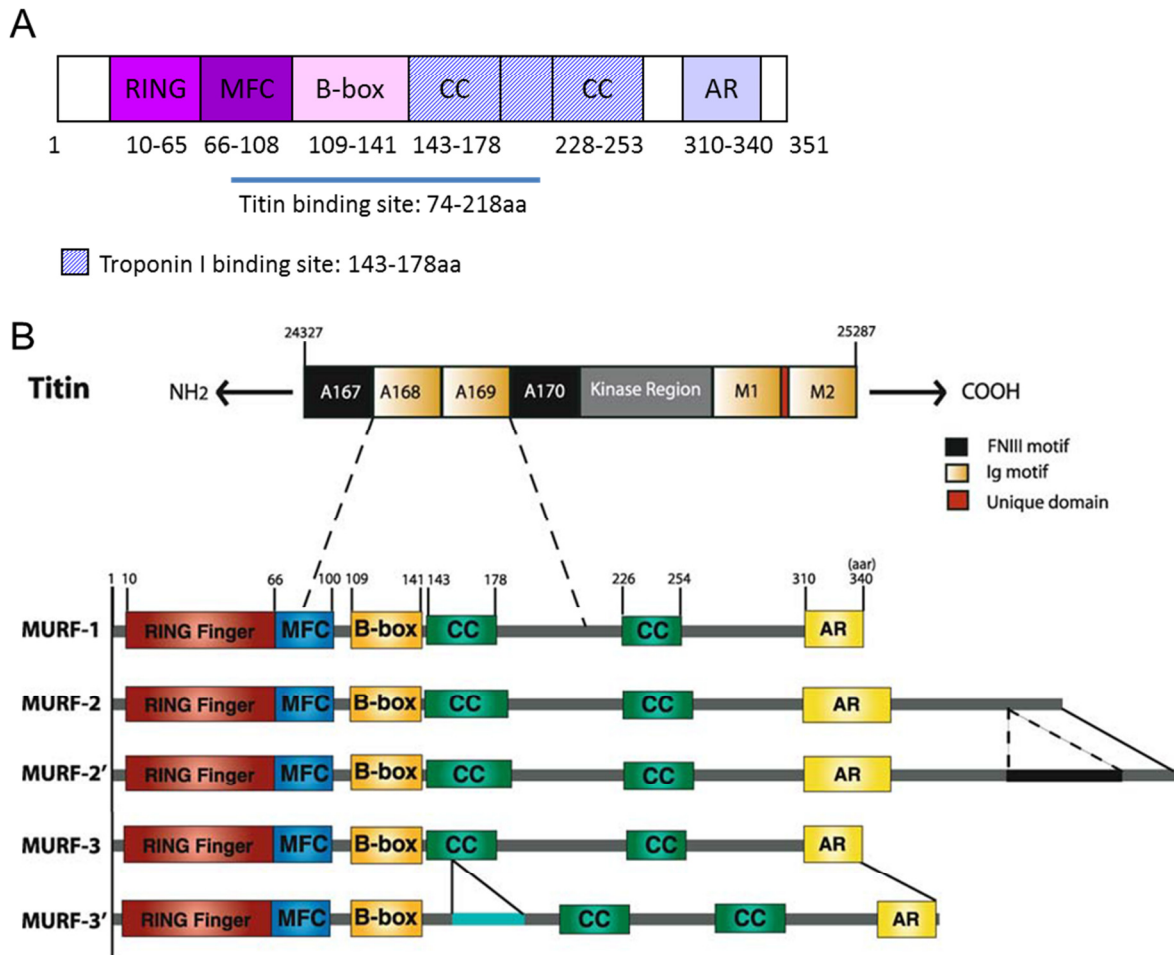 A
RING MFC B-box CC CC AR
1 10-65 66-108 109-141 143-178 228-253 310-340 351
Titin binding site: 74-218aa
Troponin I binding site: 143-178aa
B
24327 25287
Titin NH2 A167 A168 A169 A170 Kinase Region M1 M2 COOH
FNIII motif
Ig motif
Unique domain
(aar)
1 10 66 100 109 141 143 178 226 254 310 340
MURF-1 RING Finger MFC B-box CC CC AR
MURF-2 RING Finger MFC B-box CC CC AR
MURF-2' RING Finger MFC B-box CC CC AR
MURF-3 RING Finger MFC B-box CC CC AR
MURF-3' RING Finger MFC B-box CC CC AR